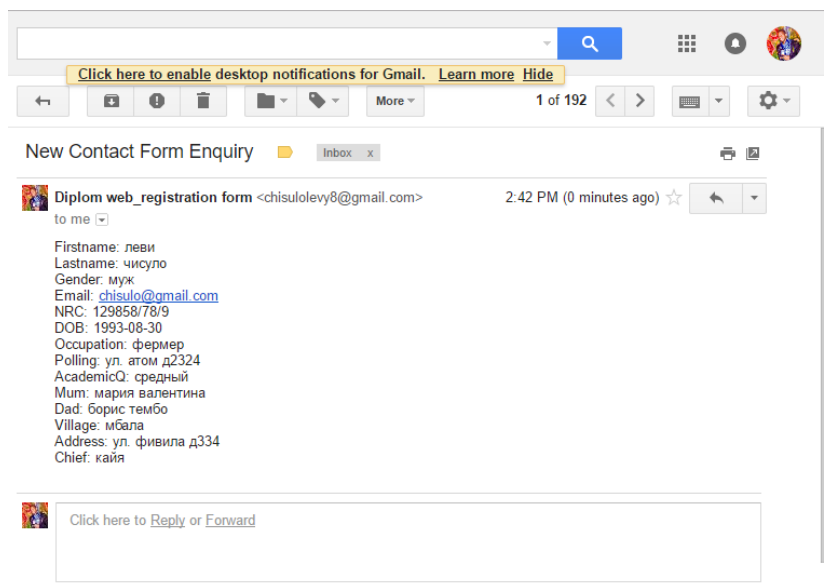 Click here to enable desktop notifications for Gmail. Learn more Hide
More
1 of 192
New Contact Form Enquiry Inbox x
Diplom web_registration form <chisulolevy8@gmail.com> 2:42 PM (0 minutes ago)
to me
Firstname: леви
Lastname: чисуло
Gender: муж
Email: chisulo@gmail.com
NRC: 129858/78/9
DOB: 1993-08-30
Occupation: фермер
Polling: ул. атом д2324
AcademicQ: средный
Mum: мария валентина
Dad: борис тембо
Village: мбала
Address: ул. фивила д334
Chief: кайя
Click here to Reply or Forward